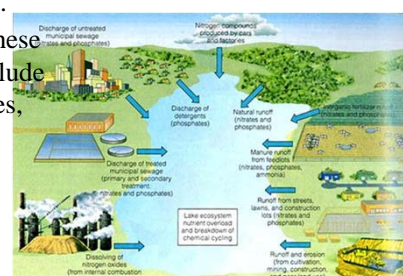 .
nese
lude
es,
Discharge of untreated
municipal sewage
(nitrates and phosphates)
Nitrogen compounds
produced by cars
and factories
Discharge of
detergents
(phosphates)
Natural runoff
(nitrates and
phosphates)
Inorganic fertilizer runoff
(nitrates and phosphates)
Manure runoff
from feedlots
(nitrates, phosphates,
ammonia)
Discharge of treated
municipal sewage
(primary and secondary
treatment:
nitrates and phosphates)
Runoff from streets,
lawns, and construction
lots (nitrates and
phosphates)
Lake ecosystem
nutrient overload
and breakdown of
chemical cycling
Dissolving of
nitrogen oxides
(from internal combustion
Runoff and erosion
(from cultivation,
mining, construction,